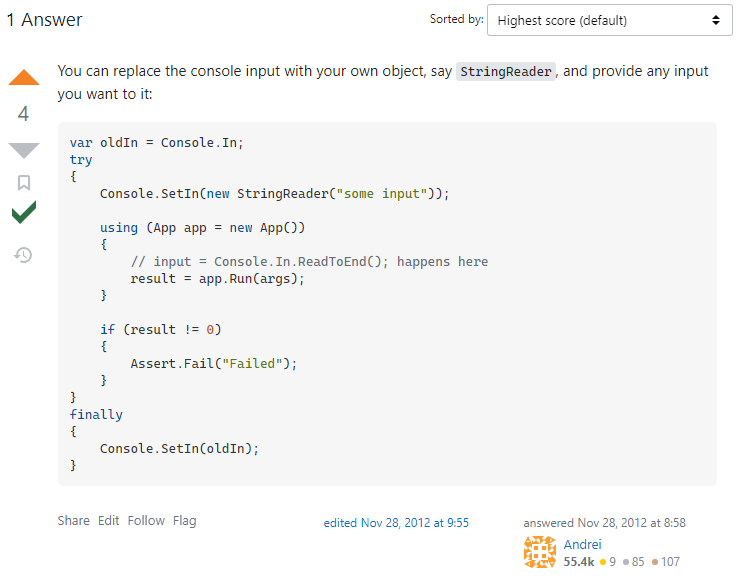 1 Answer
Sorted by: Highest score (default)
You can replace the console input with your own object, say StringReader, and provide any input
you want to it:
4
var oldIn = Console.In;
try
{
    Console.SetIn(new StringReader("some input"));

    using (App app = new App())
    {
        // input = Console.In.ReadToEnd(); happens here
        result = app.Run(args);
    }

    if (result != 0)
    {
        Assert.Fail("Failed");
    }
}
finally
{
    Console.SetIn(oldIn);
}
Share Edit Follow Flag
edited Nov 28, 2012 at 9:55
answered Nov 28, 2012 at 8:58
Andrei
55.4k 9 85 107